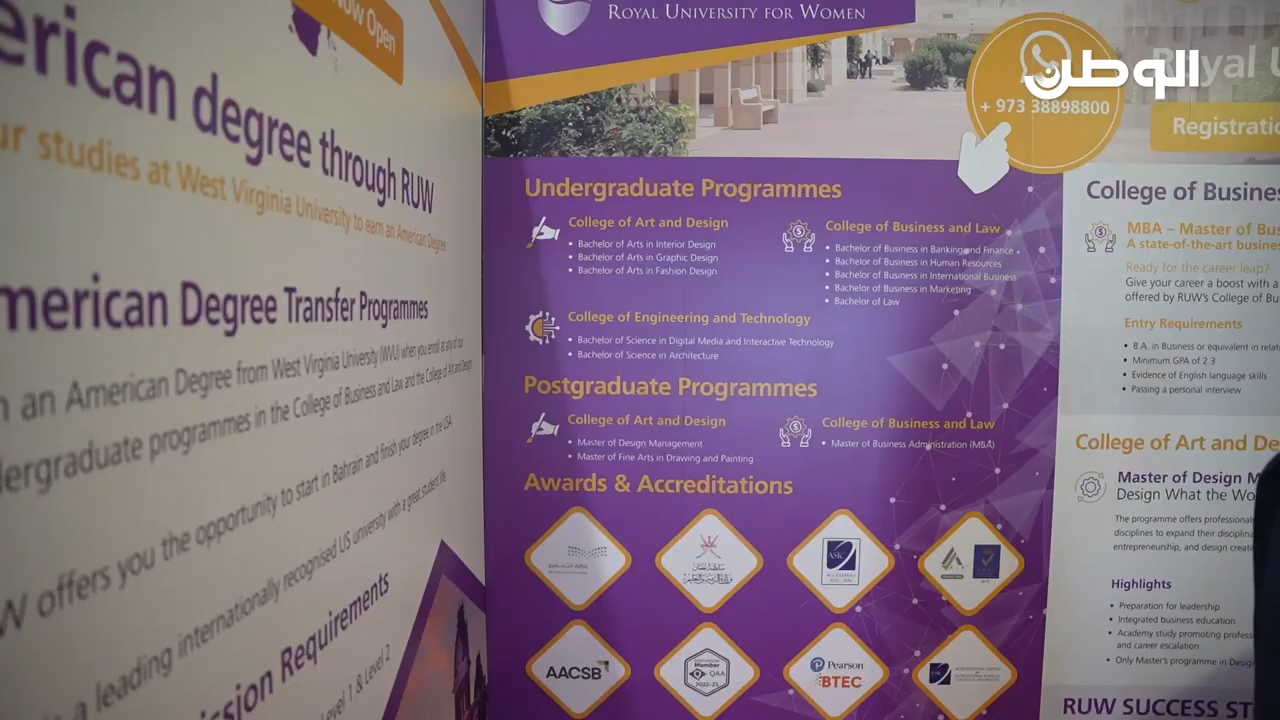 Now Open
erican degree through RUW
ur studies at West Virginia University to earn an American Degree
merican Degree Transfer Programmes
n an American Degree from West Virginia University (WVU) when you enroll at any of our
dergraduate programmes in the College of Business and Law and the College of Art and Design.
W offers you the opportunity to start in Bahrain and finish your degree in the USA
a leading internationally recognised US university with a great student life
ssion Requirements
Level 1 & Level 2
ROYAL UNIVERSITY FOR WOMEN
الوطن
Royal U
+ 973 38898800
Registratio
Undergraduate Programmes
College of Art and Design
• Bachelor of Arts in Interior Design
• Bachelor of Arts in Graphic Design
• Bachelor of Arts in Fashion Design
College of Business and Law
• Bachelor of Business in Banking and Finance
• Bachelor of Business in Human Resources
• Bachelor of Business in International Business
• Bachelor of Business in Marketing
• Bachelor of Law
College of Engineering and Technology
• Bachelor of Science in Digital Media and Interactive Technology
• Bachelor of Science in Architecture
Postgraduate Programmes
College of Art and Design
• Master of Design Management
• Master of Fine Arts in Drawing and Painting
College of Business and Law
• Master of Business Administration (MBA)
Awards & Accreditations
سلطنة عمان
ASIC
AACSB
Member
QAA
2022-23
Pearson
BTEC
ASIC
College of Busines
MBA – Master of Bus
A state-of-the-art busines
Ready for the career leap?
Give your career a boost with a
offered by RUW's College of Bu
Entry Requirements
• B.A. in Business or equivalent in relat
• Minimum GPA of 2.3
• Evidence of English language skills
• Passing a personal interview
College of Art and De
Master of Design M
Design What the Wo
The programme offers professional
disciplines to expand their disciplina
entrepreneurship, and design creati
Highlights
• Preparation for leadership
• Integrated business education
• Academy study promoting profess
and career escalation
• Only Master's programme in Design
RUW SUCCESS ST